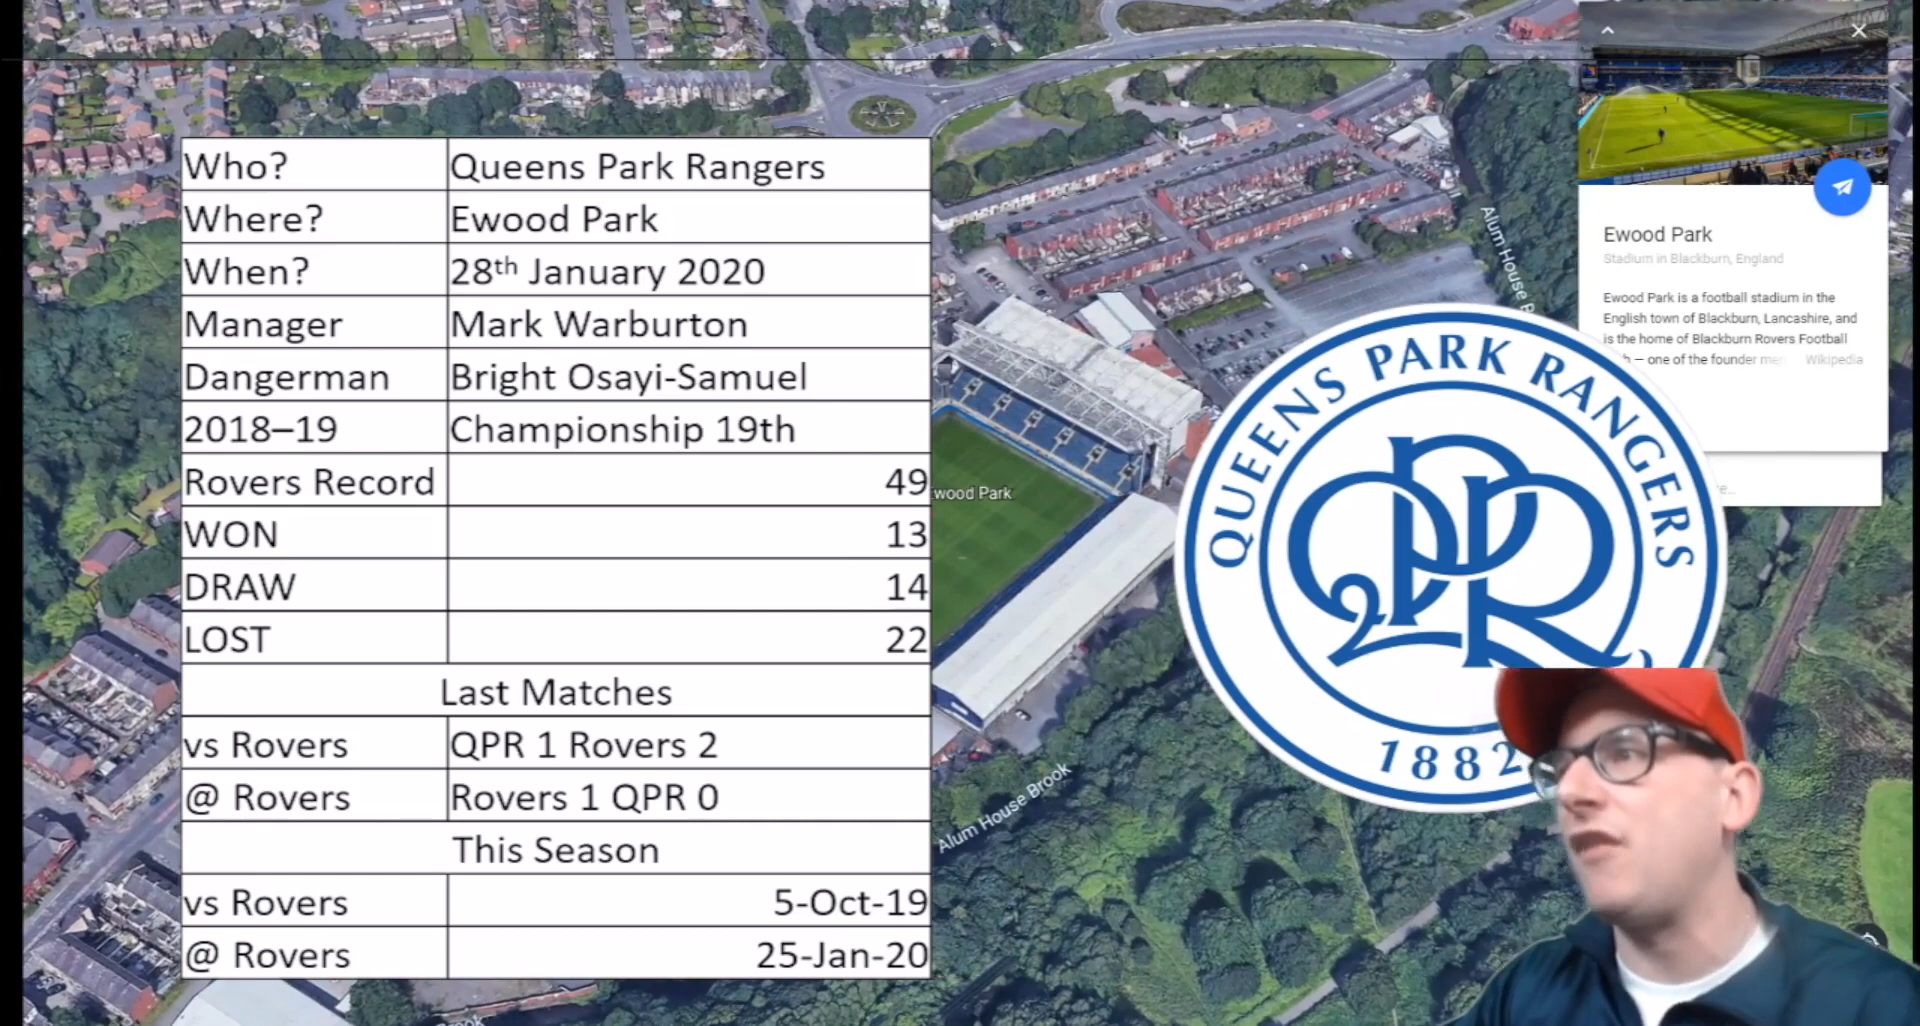 Who? Queens Park Rangers
Where? Ewood Park
When? 28th January 2020
Manager Mark Warburton
Dangerman Bright Osayi-Samuel
2018–19 Championship 19th
Rovers Record 49
WON 13
DRAW 14
LOST 22
Last Matches
vs Rovers QPR 1 Rovers 2
@ Rovers Rovers 1 QPR 0
This Season
vs Rovers 5-Oct-19
@ Rovers 25-Jan-20
wood Park
Alum House Brook
Alum House B
Ewood Park
Stadium in Blackburn, England
Ewood Park is a football stadium in the
English town of Blackburn, Lancashire, and
is the home of Blackburn Rovers Football
– one of the founder Wikipedia
QUEENS PARK RANGERS
QPR
1882